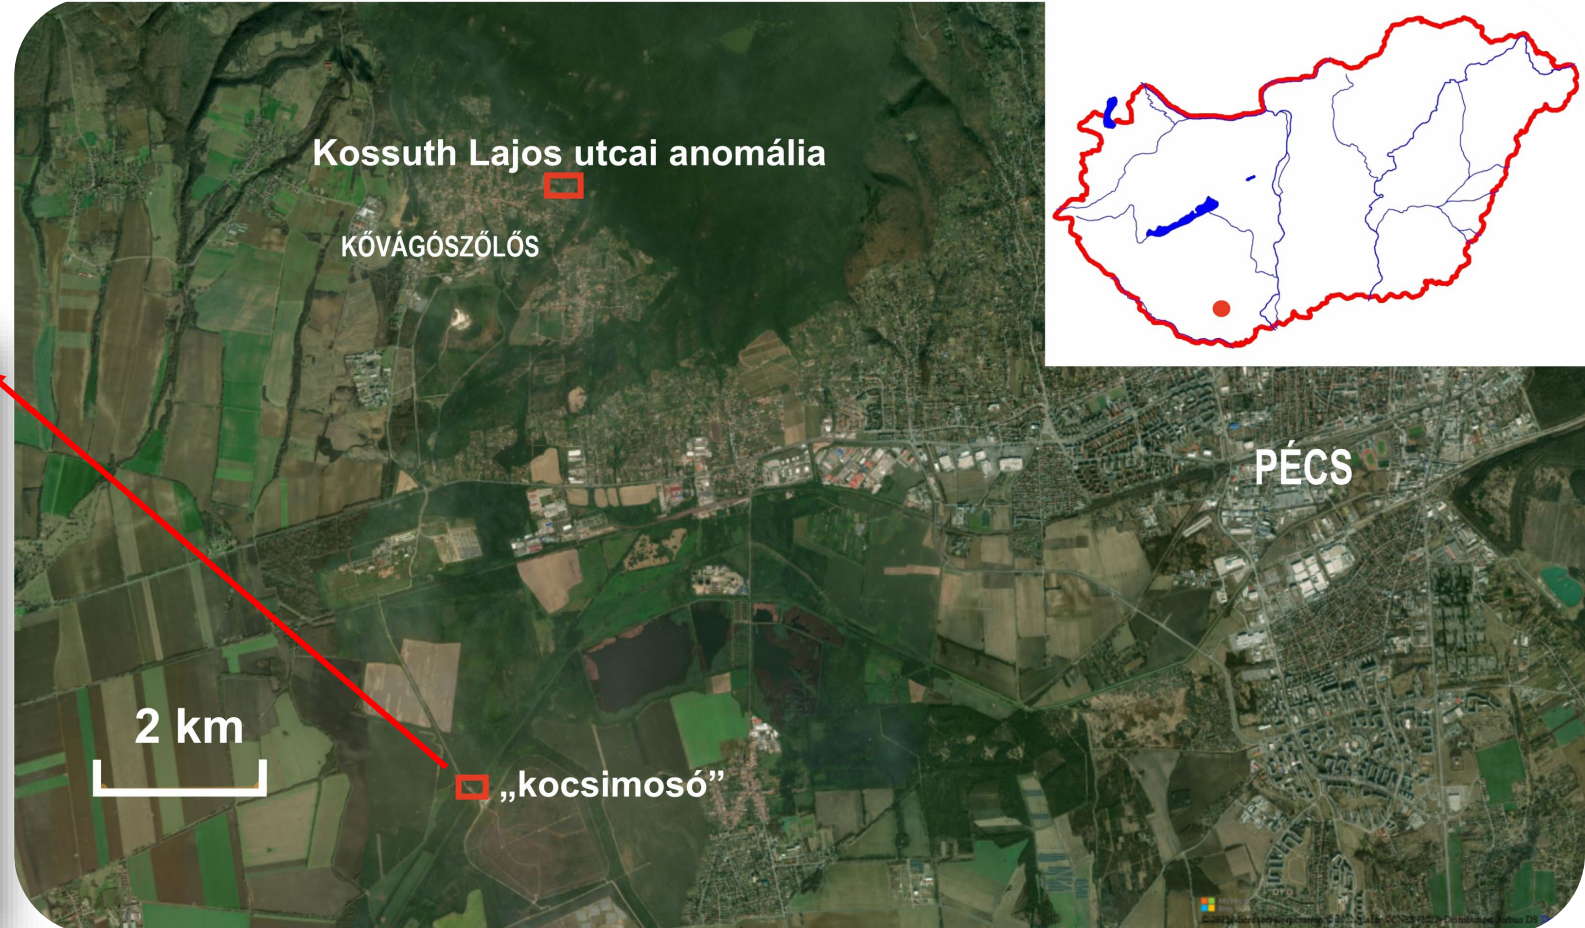 Kossuth Lajos utcai anomália
KŐVÁGÓSZŐLŐS
PÉCS
2 km
„kocsimosó”